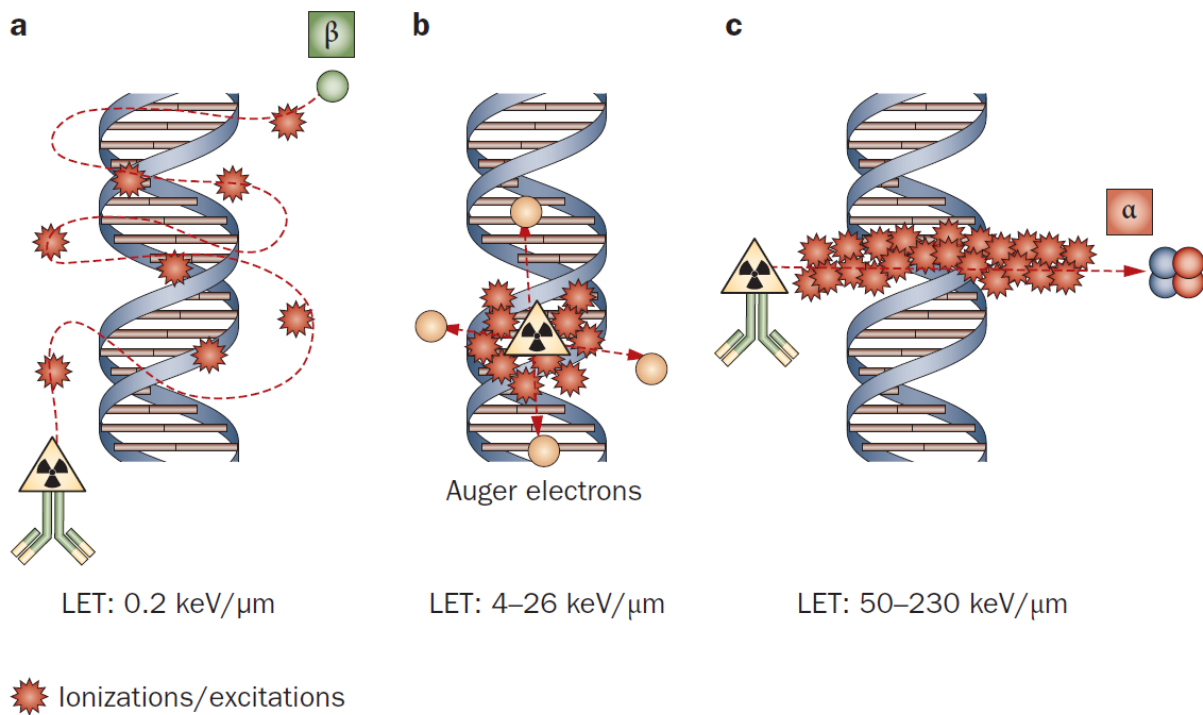 a
b
c
β
α
Auger electrons
LET: 0.2 keV/μm
LET: 4–26 keV/μm
LET: 50–230 keV/μm
Ionizations/excitations